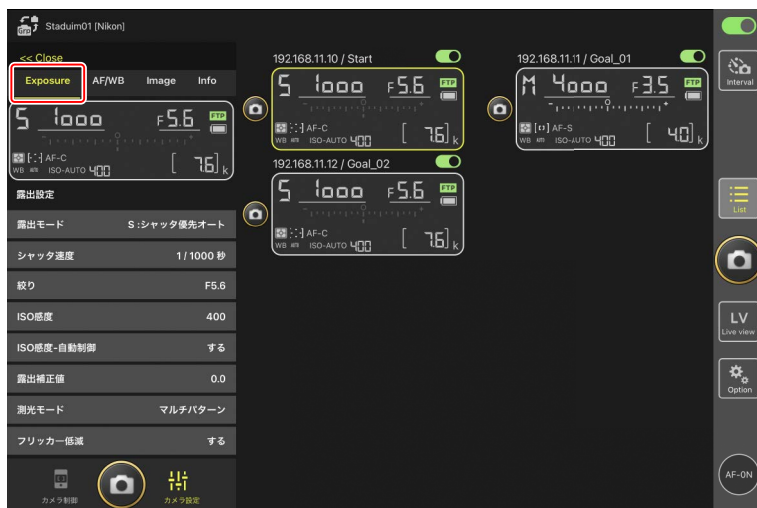 Grp Staduim01 [Nikon]
<< Close
Exposure AF/WB Image Info
S 1000 F5.6 FTP
AF-C
WB AUTO ISO-AUTO 400 [ 7.6] k
露出設定
露出モード S:シャッタ優先オート
シャッタ速度 1/1000 秒
絞り F5.6
ISO感度 400
ISO感度-自動制御 する
露出補正値 0.0
測光モード マルチパターン
フリッカー低減 する
カメラ制御 カメラ設定
192.168.11.10 / Start
S 1000 F5.6 FTP
AF-C
WB AUTO ISO-AUTO 400 [ 7.6] k
192.168.11.11 / Goal_01
M 4000 F3.5 FTP
AF-S
WB AUTO ISO-AUTO 400 [ 4.0] k
192.168.11.12 / Goal_02
S 1000 F5.6 FTP
AF-C
WB AUTO ISO-AUTO 400 [ 7.6] k
Interval
List
LV
Live view
Option
AF-ON